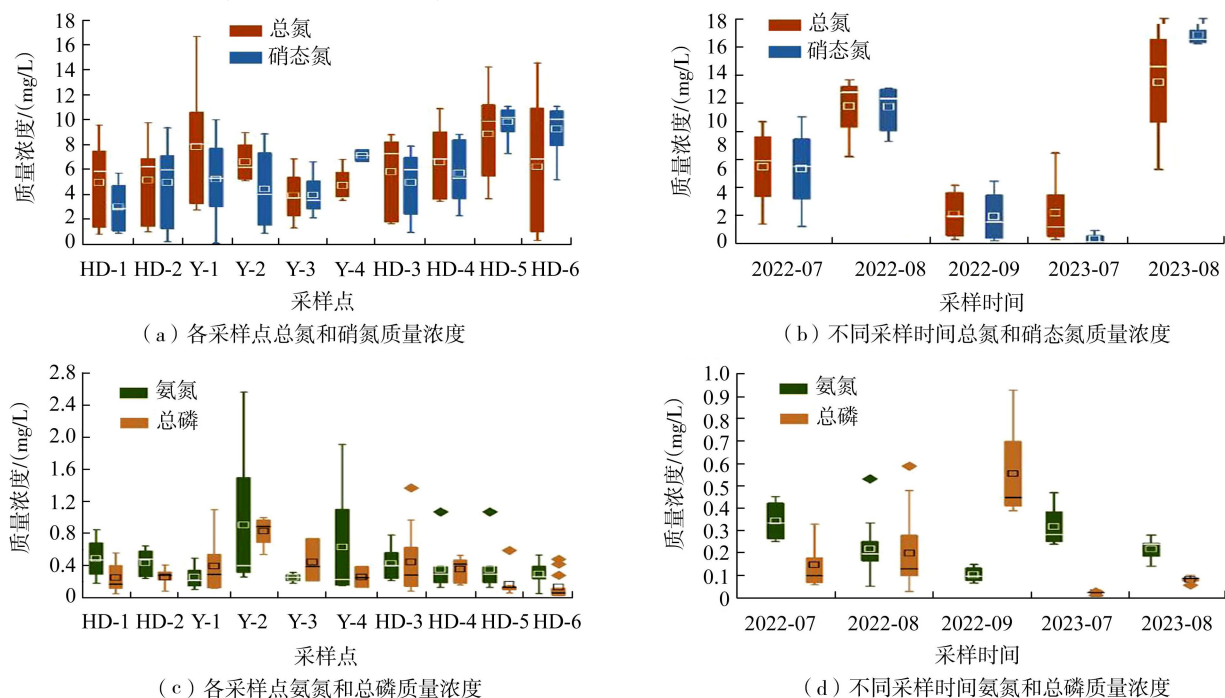 质量浓度/(mg/L)
18
16
14
12
10
8
6
4
2
0
总氮
硝态氮
HD-1 HD-2 Y-1 Y-2 Y-3 Y-4 HD-3 HD-4 HD-5 HD-6
采样点
(a)各采样点总氮和硝氮质量浓度
质量浓度/(mg/L)
18
16
14
12
10
8
6
4
2
0
总氮
硝态氮
2022-07 2022-08 2022-09 2023-07 2023-08
采样时间
(b)不同采样时间总氮和硝态氮质量浓度
质量浓度/(mg/L)
2.8
2.4
2.0
1.6
1.2
0.8
0.4
0
氨氮
总磷
HD-1 HD-2 Y-1 Y-2 Y-3 Y-4 HD-3 HD-4 HD-5 HD-6
采样点
(c)各采样点氨氮和总磷质量浓度
质量浓度/(mg/L)
1.0
0.9
0.8
0.7
0.6
0.5
0.4
0.3
0.2
0.1
0
氨氮
总磷
2022-07 2022-08 2022-09 2023-07 2023-08
采样时间
(d)不同采样时间氨氮和总磷质量浓度